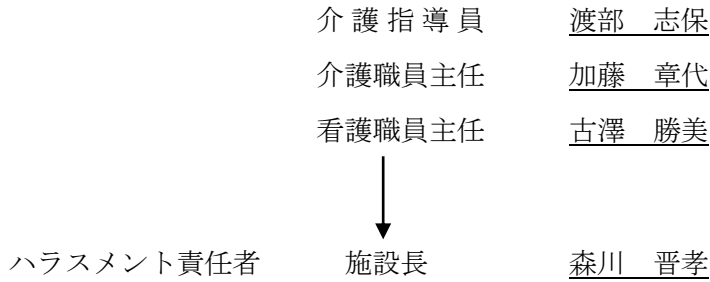 介 護 指 導 員　渡部　志保
介護職員主任　加藤　章代
看護職員主任　古澤　勝美
ハラスメント責任者　施設長　森川　晋孝